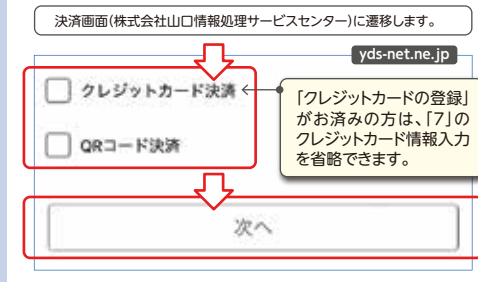 決済画面(株式会社山口情報処理サービスセンター)に遷移します。
yds-net.ne.jp
クレジットカード決済
「クレジットカードの登録」
がお済みの方は、「7」の
クレジットカード情報入力
を省略できます。
QRコード決済
次へ